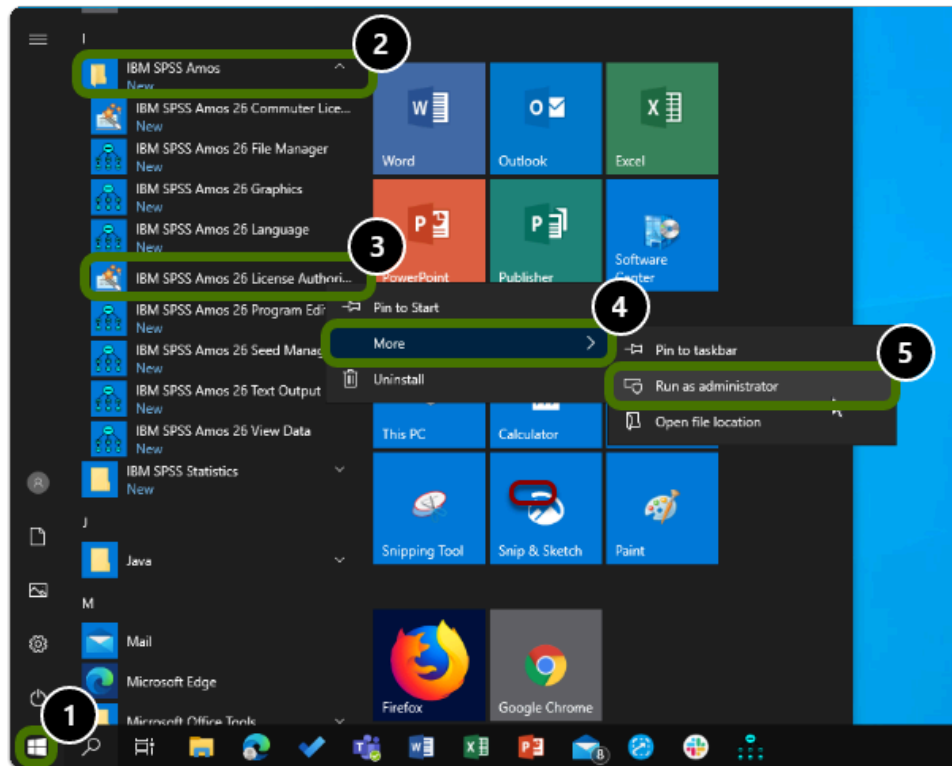 I
2
IBM SPSS Amos
New
IBM SPSS Amos 26 Commuter Lice...
New
IBM SPSS Amos 26 File Manager
New
IBM SPSS Amos 26 Graphics
New
IBM SPSS Amos 26 Language
New
3
IBM SPSS Amos 26 License Authori...
IBM SPSS Amos 26 Program Edi
New
IBM SPSS Amos 26 Seed Manag
New
IBM SPSS Amos 26 Text Output
New
IBM SPSS Amos 26 View Data
New
IBM SPSS Statistics
New
J
Java
M
Mail
Microsoft Edge
Microsoft Office Tools
Word
Outlook
Excel
PowerPoint
Publisher
Software
Center
Pin to Start
4
More
Uninstall
5
Pin to taskbar
Run as administrator
Open file location
This PC
Calculator
Snipping Tool
Snip & Sketch
Paint
Firefox
Google Chrome
1
8